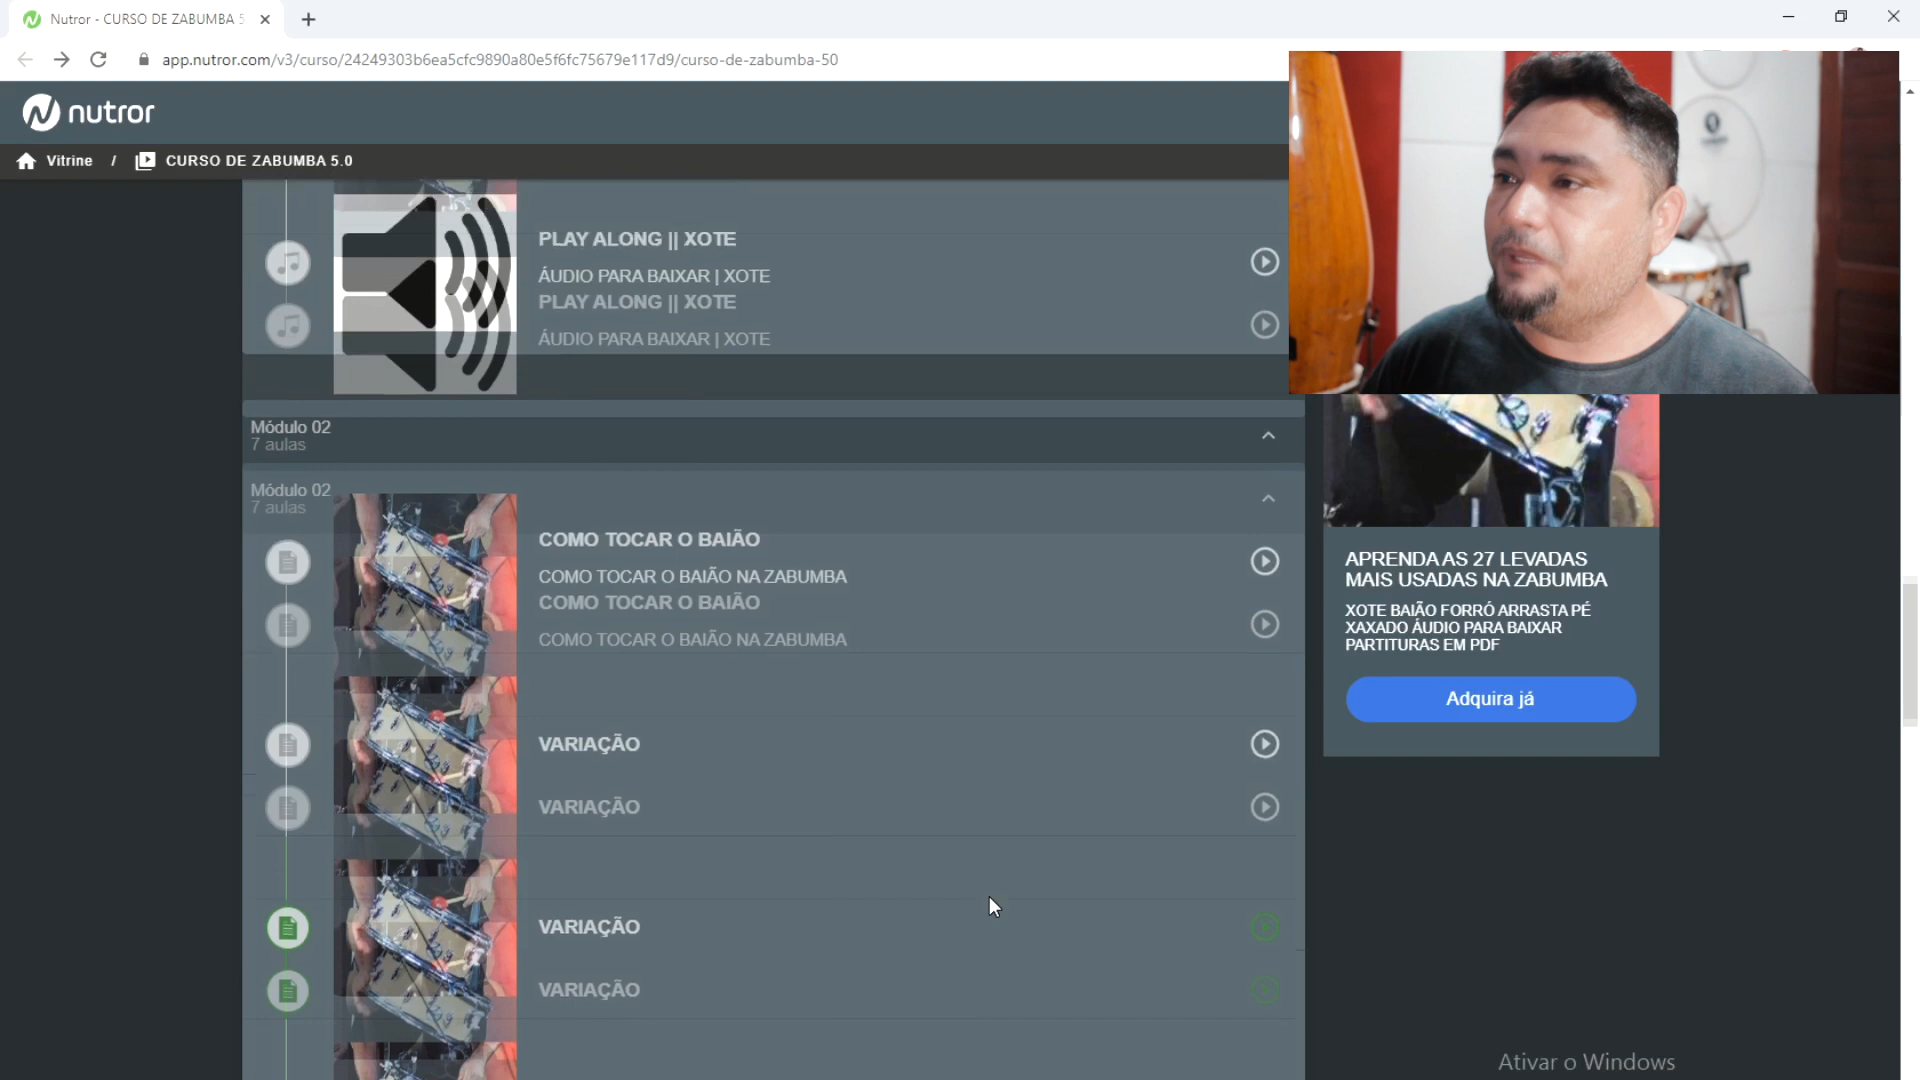 Nutror - CURSO DE ZABUMBA 5
app.nutror.com/v3/curso/24249303b6ea5cfc9890a80e5f6fc75679e117d9/curso-de-zabumba-50
nutror
Vitrine / CURSO DE ZABUMBA 5.0
PLAY ALONG || XOTE
ÁUDIO PARA BAIXAR | XOTE
PLAY ALONG || XOTE
ÁUDIO PARA BAIXAR | XOTE
Módulo 02
7 aulas
Módulo 02
7 aulas
COMO TOCAR O BAIÃO
COMO TOCAR O BAIÃO NA ZABUMBA
COMO TOCAR O BAIÃO
COMO TOCAR O BAIÃO NA ZABUMBA
VARIAÇÃO
VARIAÇÃO
VARIAÇÃO
VARIAÇÃO
APRENDA AS 27 LEVADAS
MAIS USADAS NA ZABUMBA
XOTE BAIÃO FORRÓ ARRASTA PÉ
XAXADO ÁUDIO PARA BAIXAR
PARTITURAS EM PDF
Adquira já
Ativar o Windows